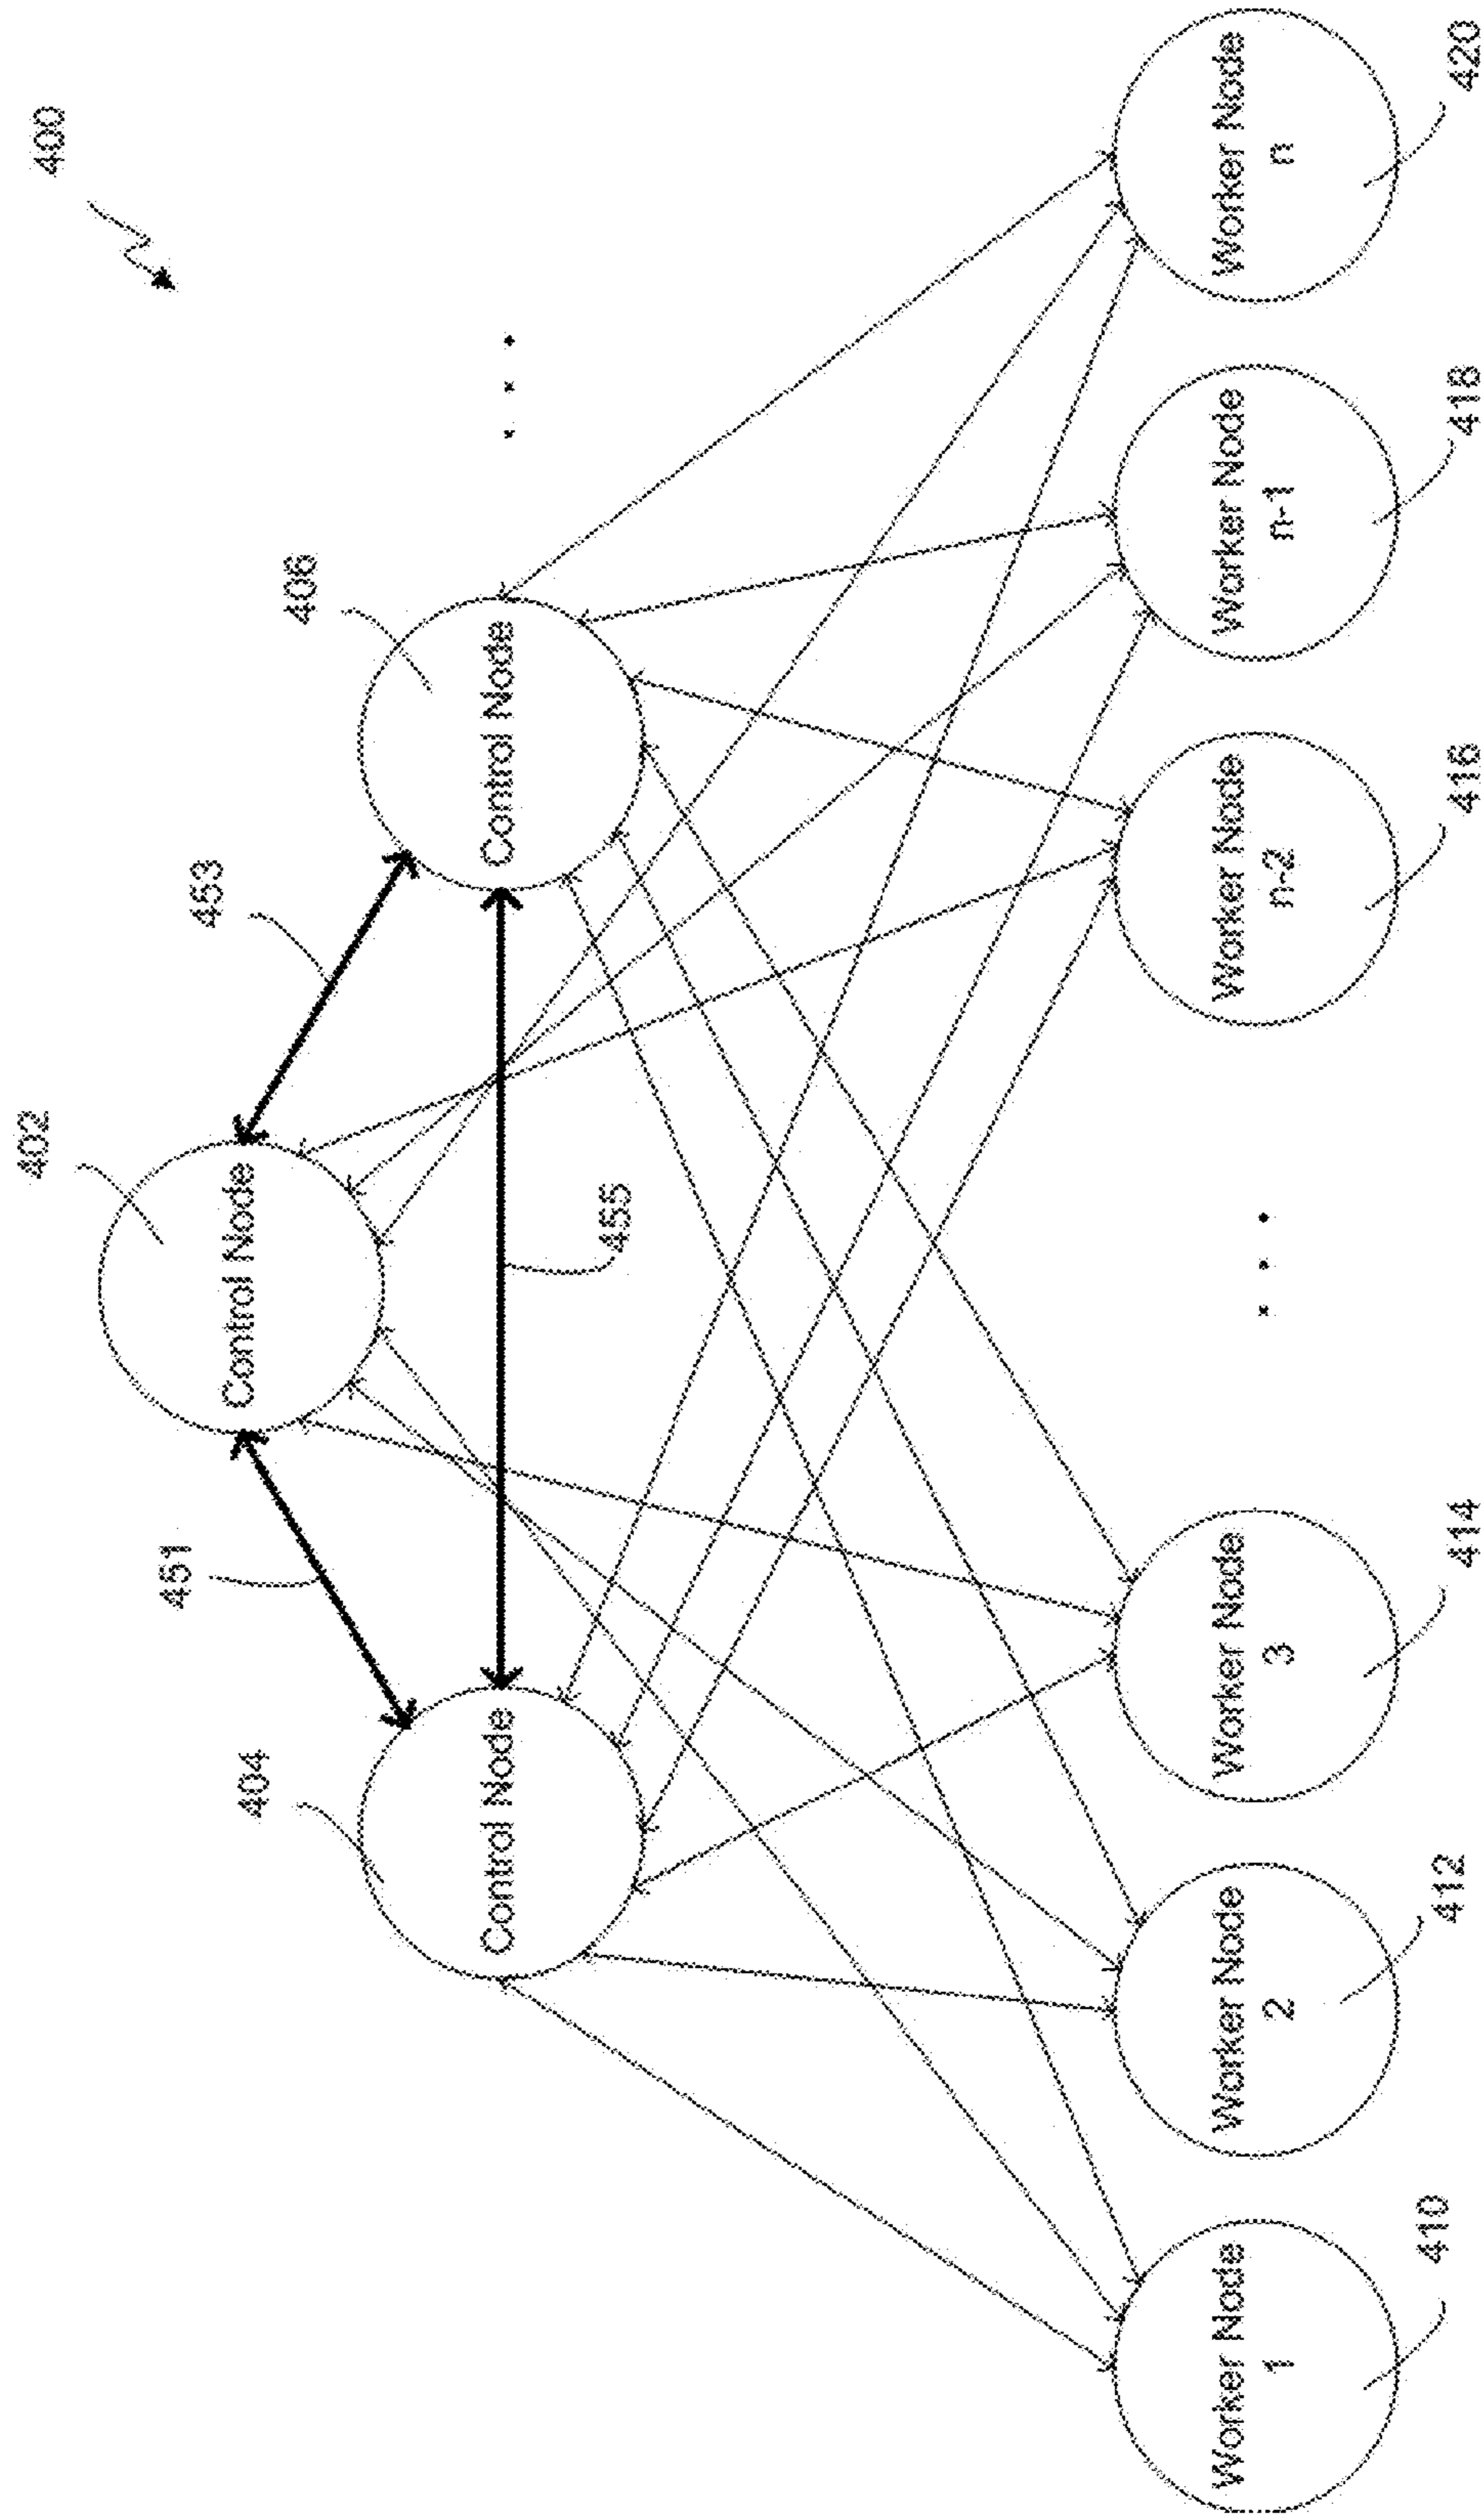 400
402
Control Node
451
453
404
Control Node
406
Control Node
455
. . .
Worker Node
1
Worker Node
2
Worker Node
3
. . .
Worker Node
n-2
Worker Node
n-1
Worker Node
n
410
412
414
416
418
420